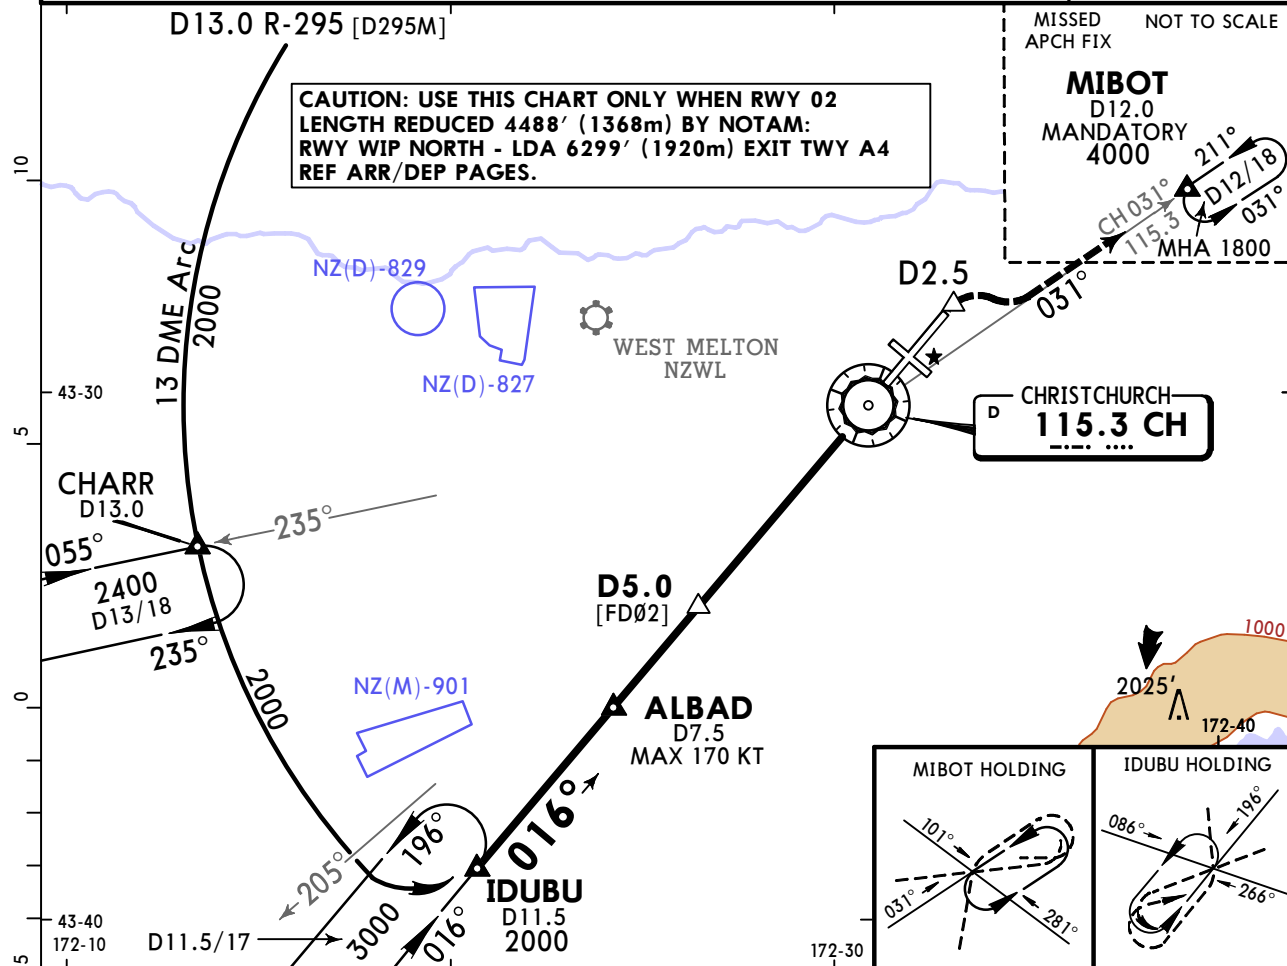 D13.0 R-295 [D295M]
CAUTION: USE THIS CHART ONLY WHEN RWY 02
LENGTH REDUCED 4488' (1368m) BY NOTAM:
RWY WIP NORTH - LDA 6299' (1920m) EXIT TWY A4
REF ARR/DEP PAGES.
MISSED
APCH FIX
NOT TO SCALE
MIBOT
D12.0
MANDATORY
4000
211°
D12/18
031°
CH 031°
115.3
MHA 1800
031°
D2.5
10
13 DME Arc
2000
NZ(D)-829
NZ(D)-827
WEST MELTON
NZWL
43-30
5
CHRISTCHURCH
D
115.3 CH
CHARR
D13.0
235°
055°
2400
D13/18
235°
D5.0
[FDØ2]
2000
NZ(M)-901
0
ALBAD
D7.5
MAX 170 KT
1000
2025'
172-40
016°
196°
205°
IDUBU
D11.5
2000
3000
016°
D11.5/17
43-40
172-10
5
172-30
MIBOT HOLDING
101°
031°
281°
IDUBU HOLDING
086°
196°
266°